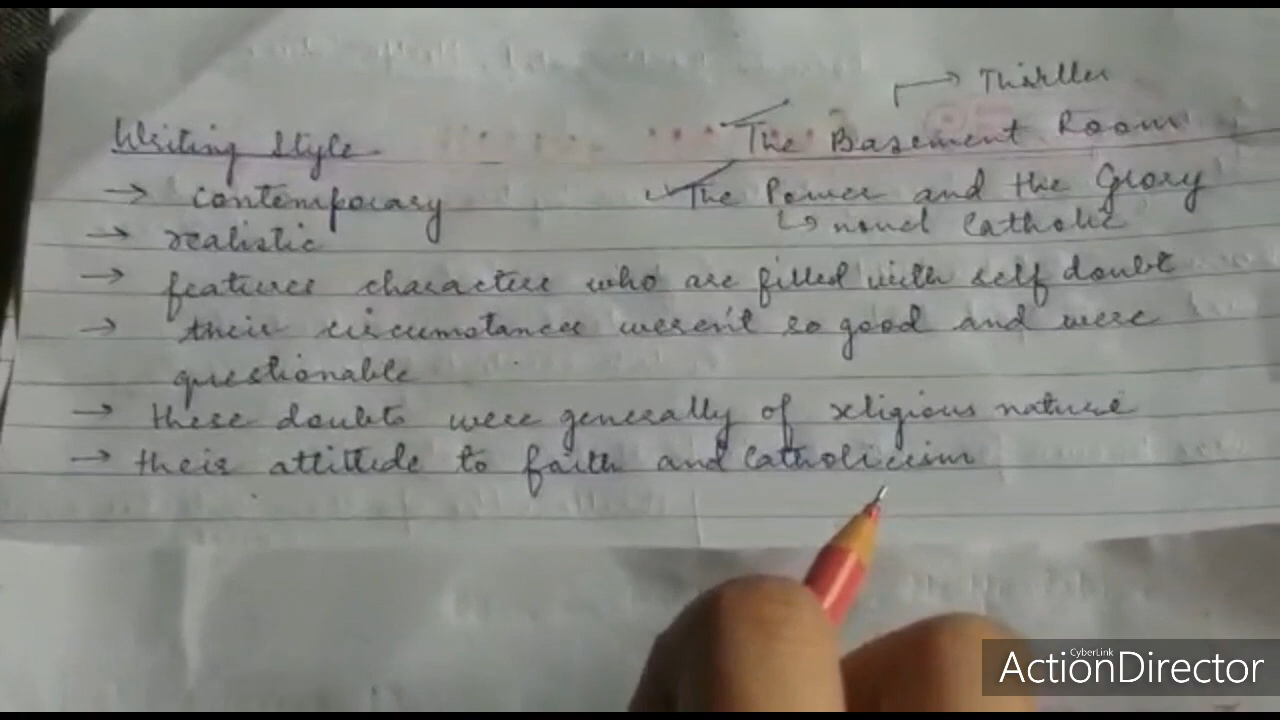 → Thirller
Writing Style
The Basement Room
→ contemporary
The Power and the Glory
→ realistic
↳ novel Catholic
→ features characters who are filled with self doubt
→ their circumstances weren't so good and were
questionable
→ these doubts were generally of religious nature
→ their attitude to faith and Catholicism
CyberLink
ActionDirector